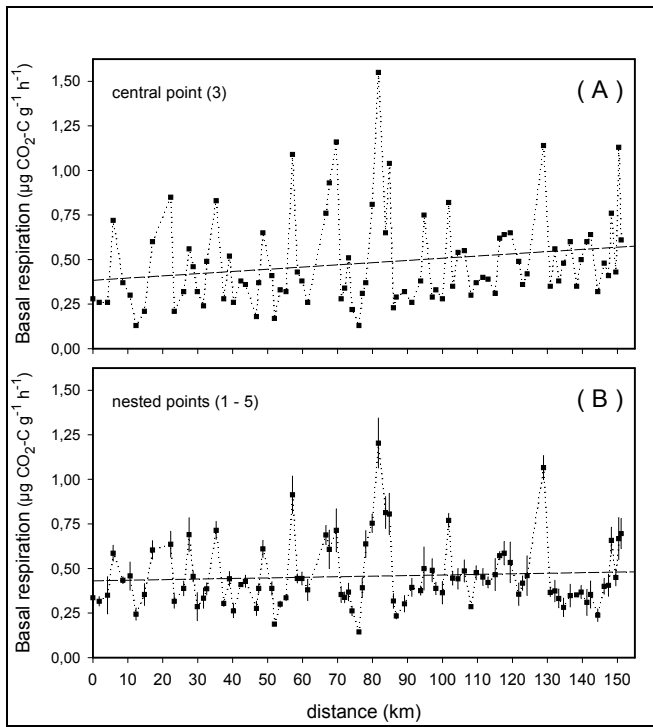 1,50
1,25
1,00
0,75
0,50
0,25
0,00
Basal respiration (µg CO₂-C g⁻¹ h⁻¹)
central point (3)
( A )
1,50
1,25
1,00
0,75
0,50
0,25
0,00
Basal respiration (µg CO₂-C g⁻¹ h⁻¹)
nested points (1 - 5)
( B )
0 10 20 30 40 50 60 70 80 90 100 110 120 130 140 150
distance (km)